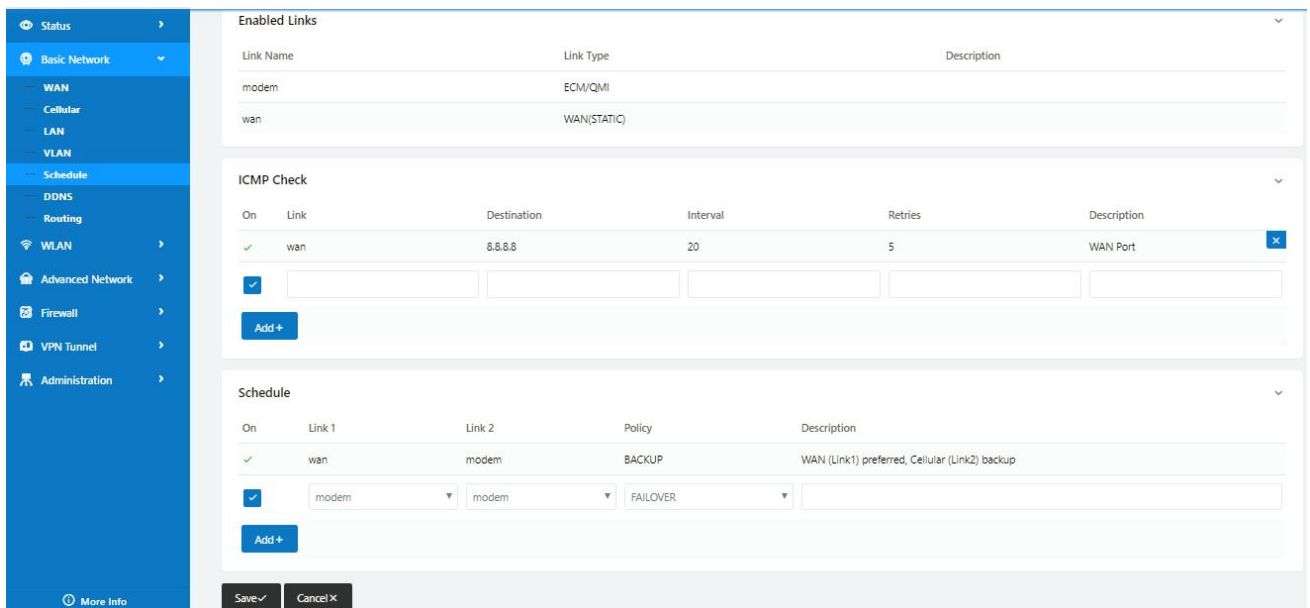 Status
Basic Network
WAN
Cellular
LAN
VLAN
Schedule
DDNS
Routing
WLAN
Advanced Network
Firewall
VPN Tunnel
Administration
More Info
Enabled Links
Link Name Link Type Description
modem ECM/QMI
wan WAN(STATIC)
ICMP Check
On Link Destination Interval Retries Description
wan 8.8.8.8 20 5 WAN Port
Add+
Schedule
On Link 1 Link 2 Policy Description
wan modem BACKUP WAN (Link1) preferred, Cellular (Link2) backup
modem modem FAILOVER
Add+
Save Cancel